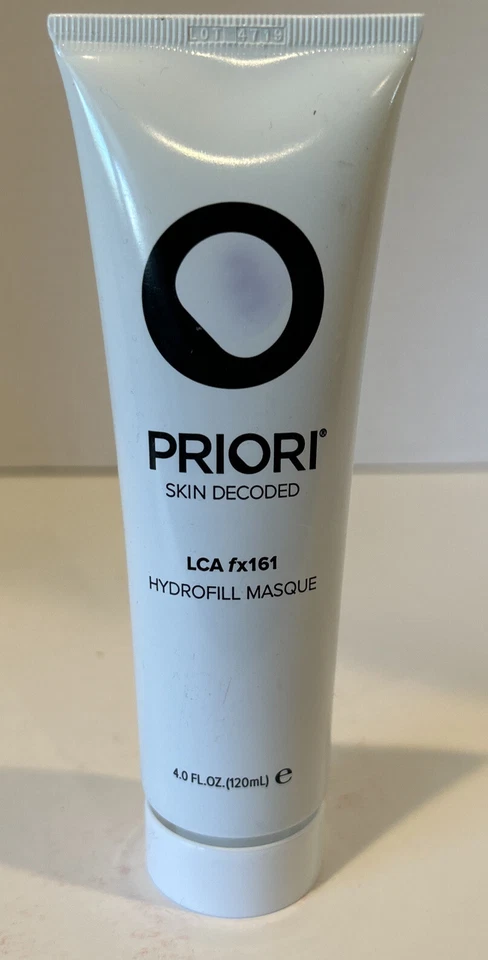 LOT 4719
PRIORI®
SKIN DECODED
LCA fx161
HYDROFILL MASQUE
4.0 FL.OZ.(120mL) ℮